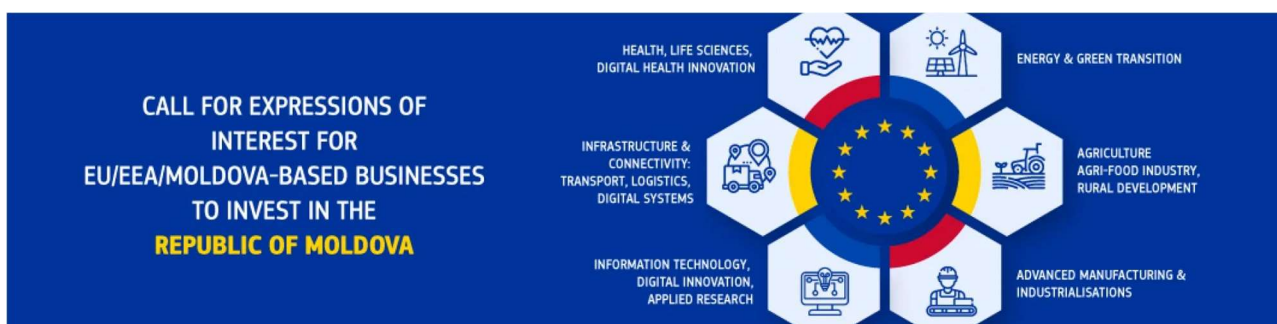 CALL FOR EXPRESSIONS OF
INTEREST FOR
EU/EEA/MOLDOVA-BASED BUSINESSES
TO INVEST IN THE
REPUBLIC OF MOLDOVA
HEALTH, LIFE SCIENCES,
DIGITAL HEALTH INNOVATION
ENERGY & GREEN TRANSITION
INFRASTRUCTURE &
CONNECTIVITY:
TRANSPORT, LOGISTICS,
DIGITAL SYSTEMS
AGRICULTURE
AGRI-FOOD INDUSTRY,
RURAL DEVELOPMENT
INFORMATION TECHNOLOGY,
DIGITAL INNOVATION,
APPLIED RESEARCH
ADVANCED MANUFACTURING &
INDUSTRIALISATIONS